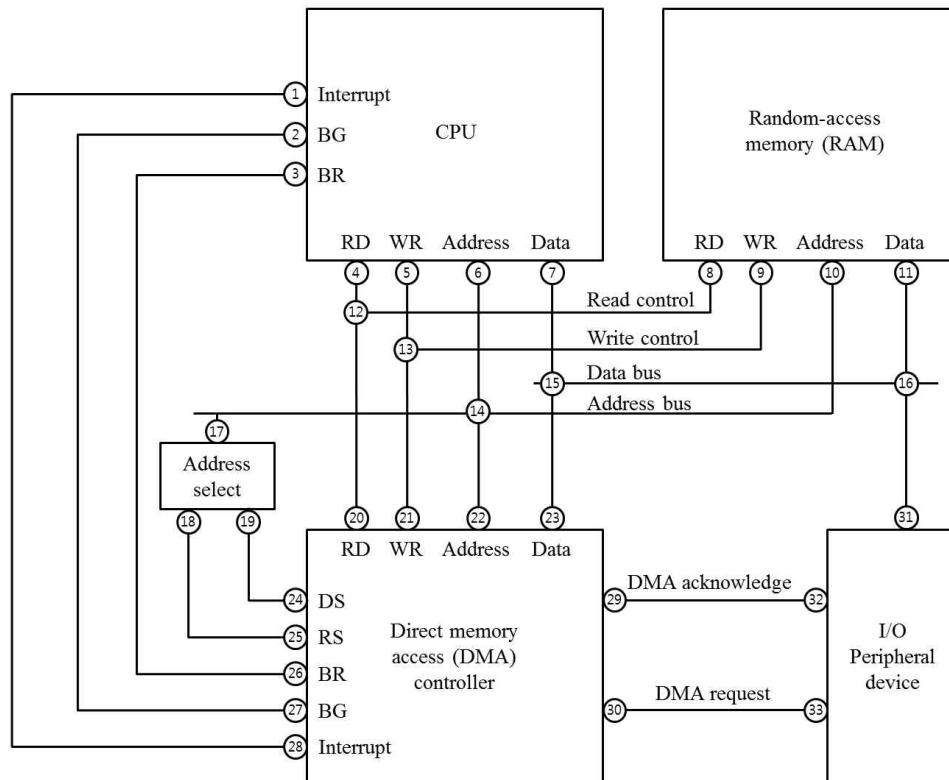 1 Interrupt
2 BG
CPU
3 BR
Random-access
memory (RAM)
RD WR Address Data
4 5 6 7
RD WR Address Data
8 9 10 11
12 Read control
13 Write control
15 Data bus 16
14 Address bus
17
Address
select
18 19
20 21 22 23
RD WR Address Data
31
24 DS
25 RS
26 BR
27 BG
28 Interrupt
Direct memory
access (DMA)
controller
29 DMA acknowledge 32
30 DMA request 33
I/O
Peripheral
device